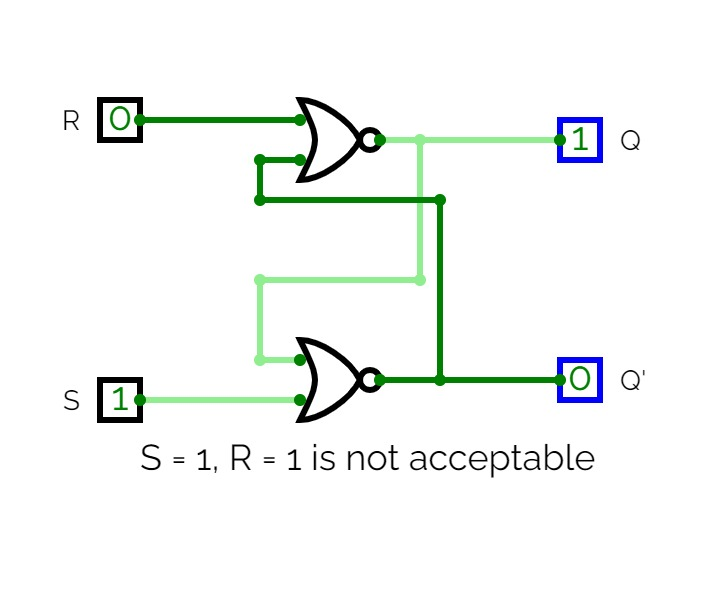 R 0 1 Q
S 1 0 Q'
S = 1, R = 1 is not acceptable